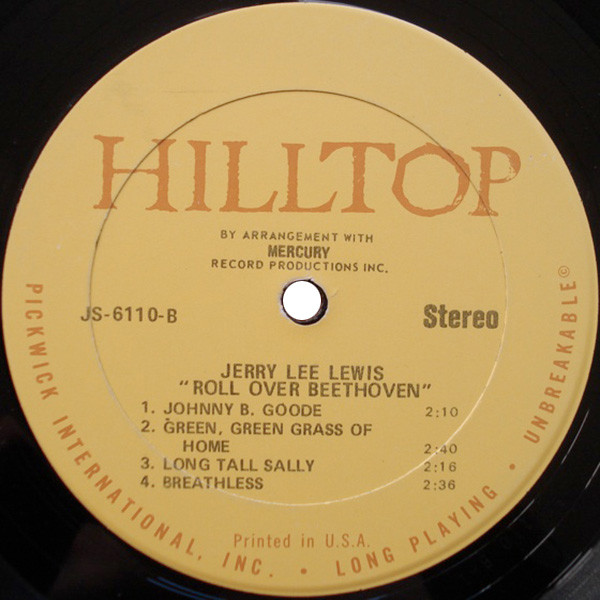 HILLTOP
BY ARRANGEMENT WITH
MERCURY
RECORD PRODUCTIONS INC.
JS-6110-B
Stereo
JERRY LEE LEWIS
"ROLL OVER BEETHOVEN"
1. JOHNNY B. GOODE 2:10
2. GREEN, GREEN GRASS OF
HOME 2:40
3. LONG TALL SALLY 2:16
4. BREATHLESS 2:36
Printed in U.S.A.
PICKWICK INTERNATIONAL, INC. • LONG PLAYING • UNBREAKABLE©